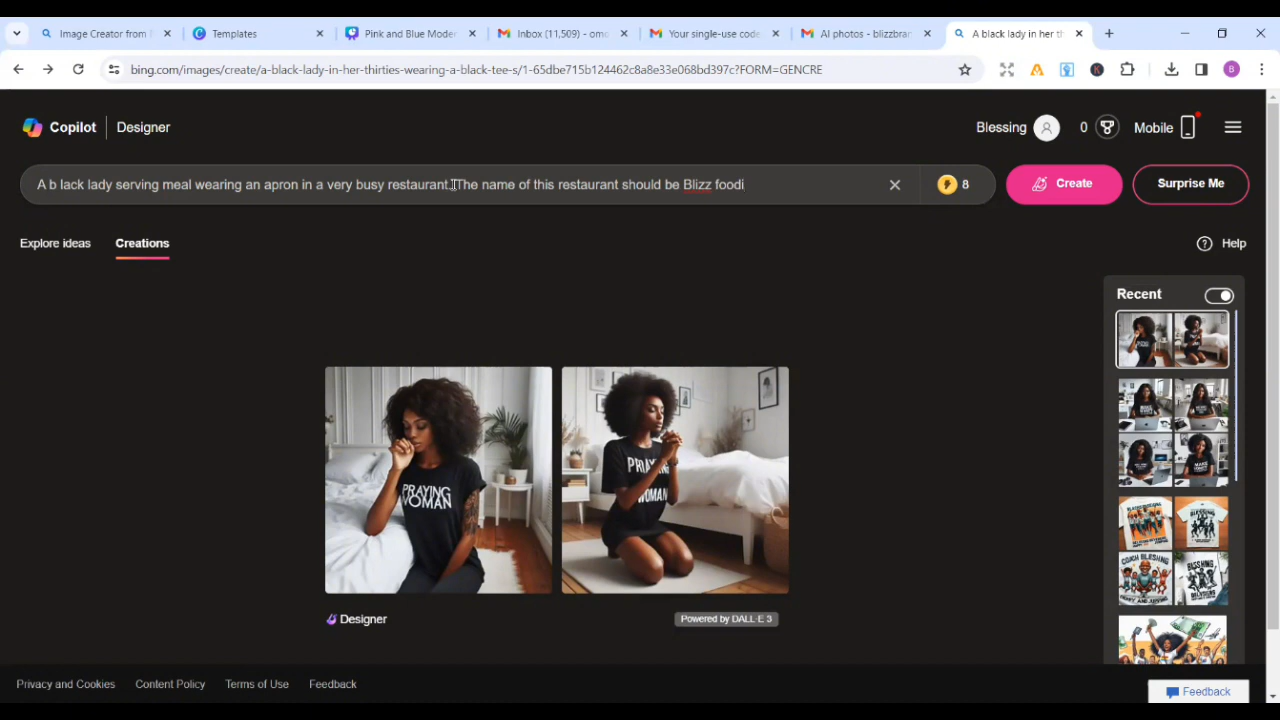 Image Creator from
Templates
Pink and Blue Moder
Inbox (11,509) - omo
Your single-use code
AI photos - blizzbran
A black lady in her th
bing.com/images/create/a-black-lady-in-her-thirties-wearing-a-black-tee-s/1-65dbe715b124462c8a8e33e068bd397c?FORM=GENCRE
B
Copilot
Designer
Blessing
0
Mobile
A b lack lady serving meal wearing an apron in a very busy restaurant. The name of this restaurant should be Blizz foodi
8
Create
Surprise Me
Explore ideas
Creations
Help
Recent
PRAYING
WOMAN
PRAYING
WOMAN
Designer
Powered by DALL·E 3
Privacy and Cookies
Content Policy
Terms of Use
Feedback
Feedback